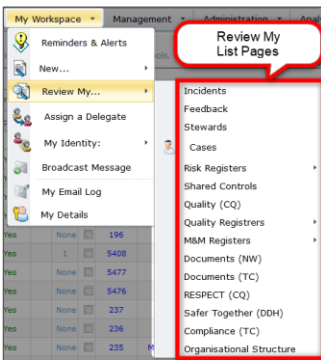 My Workspace Management Administration Analy
Review My
List Pages
Reminders & Alerts
ols.
New...
Review My...
Assign a Delegate
My Identity:
Broadcast Message
My Email Log
My Details
Incidents
Feedback
Stewards
Cases
Risk Registers
Shared Controls
Quality (CQ)
Quality Registrers
M&M Registers
Documents (NW)
Documents (TC)
RESPECT (CQ)
Safer Together (DDH)
Compliance (TC)
Organisational Structure
Yes None 196
Yes 1 5408
Yes None 5477
Yes None 5476
Yes None 237
Yes None 236
Yes None 235 M